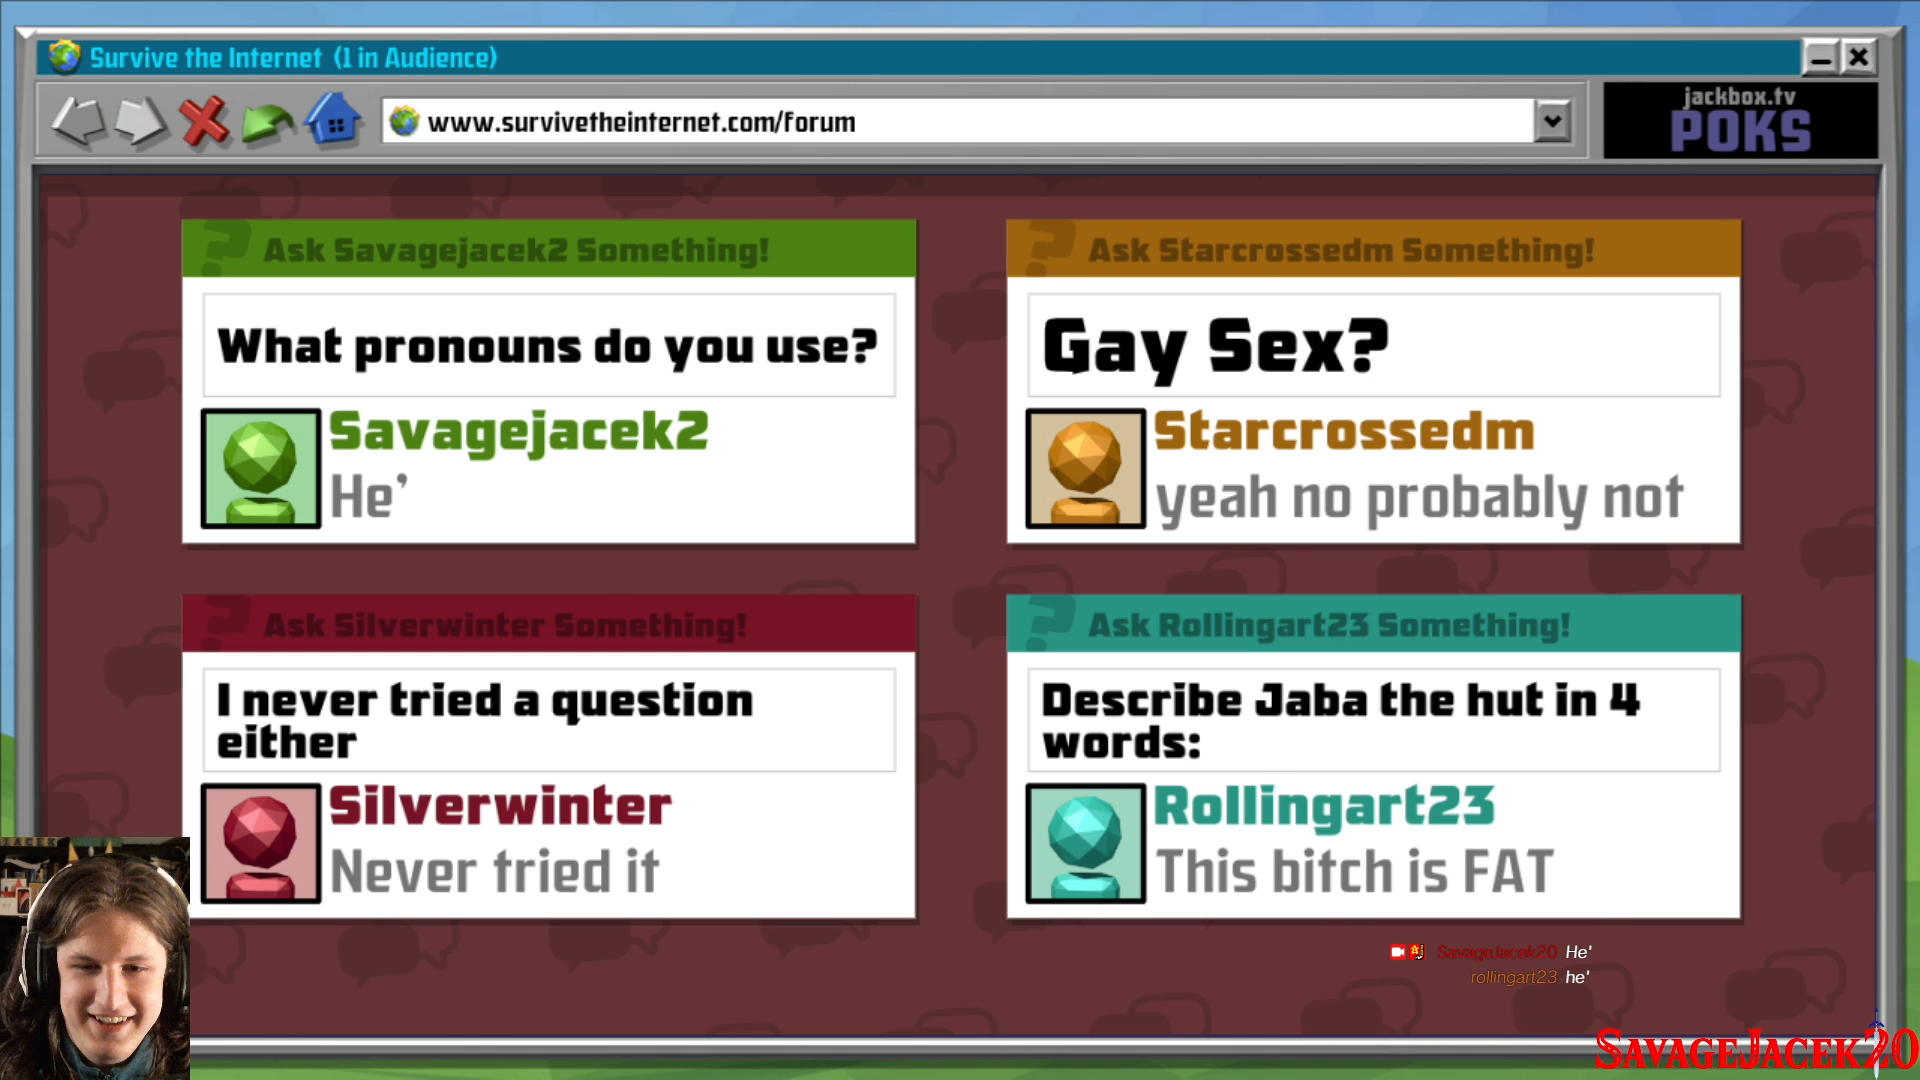 Survive the Internet (1 in Audience)
www.survivetheinternet.com/forum
jackbox.tv
POKS
Ask Savagejacek2 Something!
What pronouns do you use?
Savagejacek2
He’
Ask Starcrossedm Something!
Gay Sex?
Starcrossedm
yeah no probably not
Ask Silverwinter Something!
I never tried a question
either
Silverwinter
Never tried it
Ask Rollingart23 Something!
Describe Jaba the hut in 4
words:
Rollingart23
This bitch is FAT
SavageJacek20 He'
rollingart23 he'
SavageJacek20